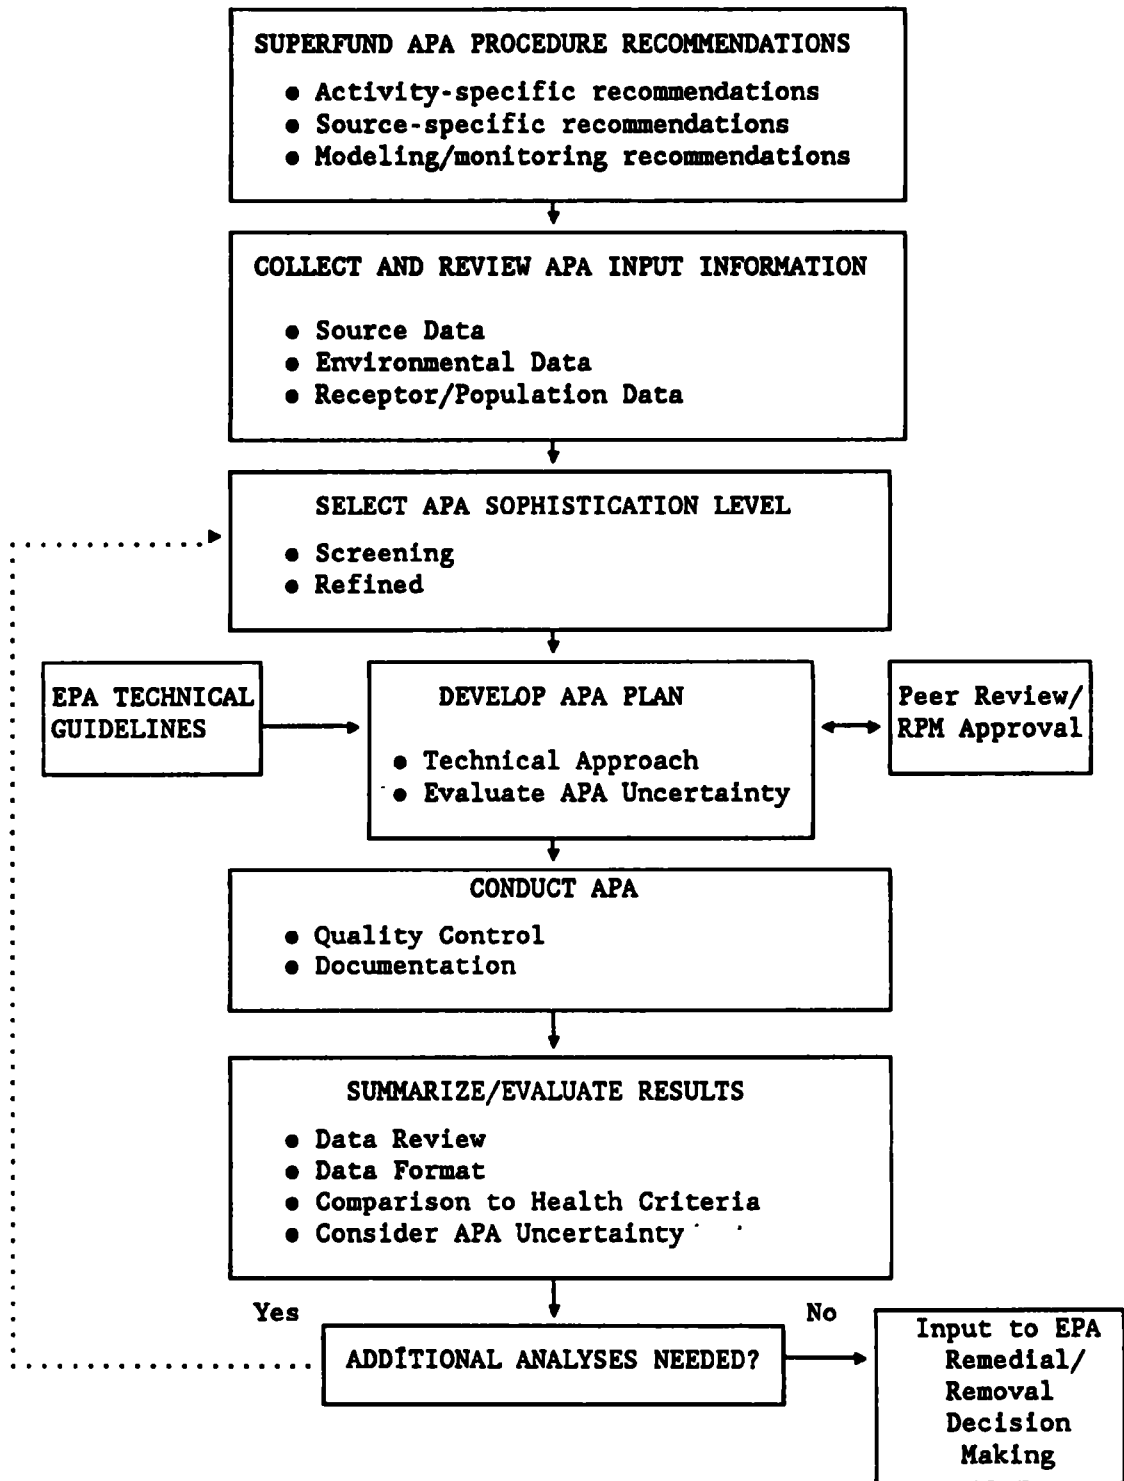 SUPERFUND APA PROCEDURE RECOMMENDATIONS
● Activity-specific recommendations
● Source-specific recommendations
● Modeling/monitoring recommendations
COLLECT AND REVIEW APA INPUT INFORMATION
● Source Data
● Environmental Data
● Receptor/Population Data
SELECT APA SOPHISTICATION LEVEL
● Screening
● Refined
EPA TECHNICAL
GUIDELINES
DEVELOP APA PLAN
● Technical Approach
● Evaluate APA Uncertainty
Peer Review/
RPM Approval
CONDUCT APA
● Quality Control
● Documentation
SUMMARIZE/EVALUATE RESULTS
● Data Review
● Data Format
● Comparison to Health Criteria
● Consider APA Uncertainty
Yes
No
ADDITIONAL ANALYSES NEEDED?
Input to EPA
Remedial/
Removal
Decision
Making